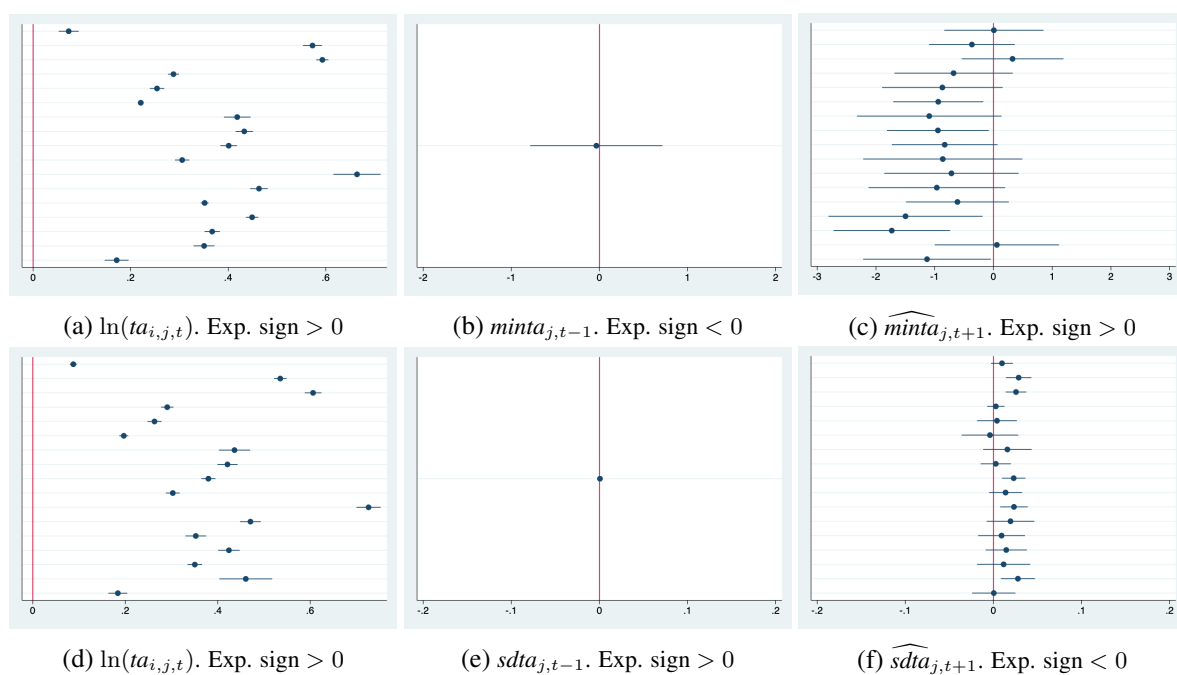 0 .2 .4 .6
-2 -1 0 1 2
-3 -2 -1 0 1 2 3
(a) ln(ta_{i,j,t}). Exp. sign > 0
(b) minta_{j,t−1}. Exp. sign < 0
(c) \widehat{minta}_{j,t+1}. Exp. sign > 0
0 .2 .4 .6
-.2 -.1 0 .1 .2
-.2 -.1 0 .1 .2
(d) ln(ta_{i,j,t}). Exp. sign > 0
(e) sdta_{j,t−1}. Exp. sign > 0
(f) \widehat{sdta}_{j,t+1}. Exp. sign < 0